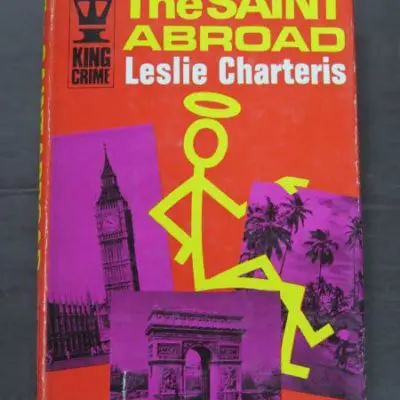 The SAINT
ABROAD
KING
CRIME
Leslie Charteris